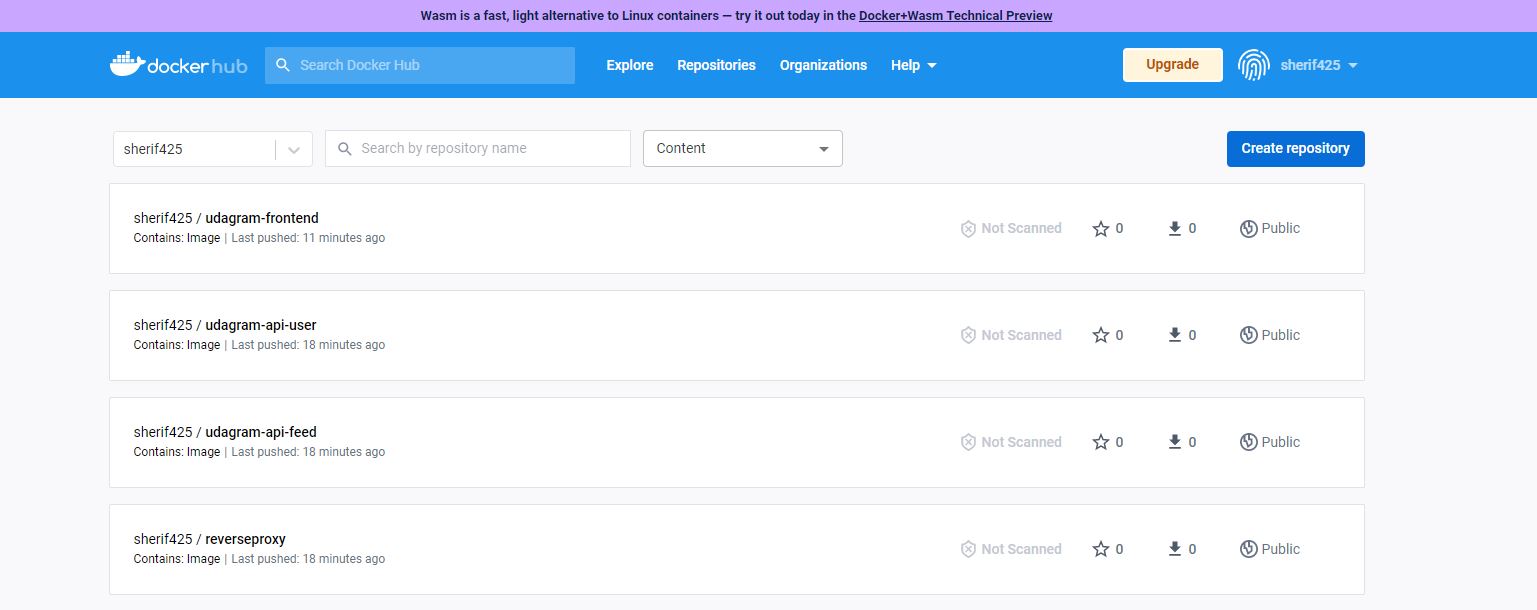 Wasm is a fast, light alternative to Linux containers — try it out today in the Docker+Wasm Technical Preview
docker hub Search Docker Hub Explore Repositories Organizations Help Upgrade sherif425
sherif425 Search by repository name Content Create repository
sherif425 / udagram-frontend
Contains: Image | Last pushed: 11 minutes ago
Not Scanned 0 0 Public
sherif425 / udagram-api-user
Contains: Image | Last pushed: 18 minutes ago
Not Scanned 0 0 Public
sherif425 / udagram-api-feed
Contains: Image | Last pushed: 18 minutes ago
Not Scanned 0 0 Public
sherif425 / reverseproxy
Contains: Image | Last pushed: 18 minutes ago
Not Scanned 0 0 Public